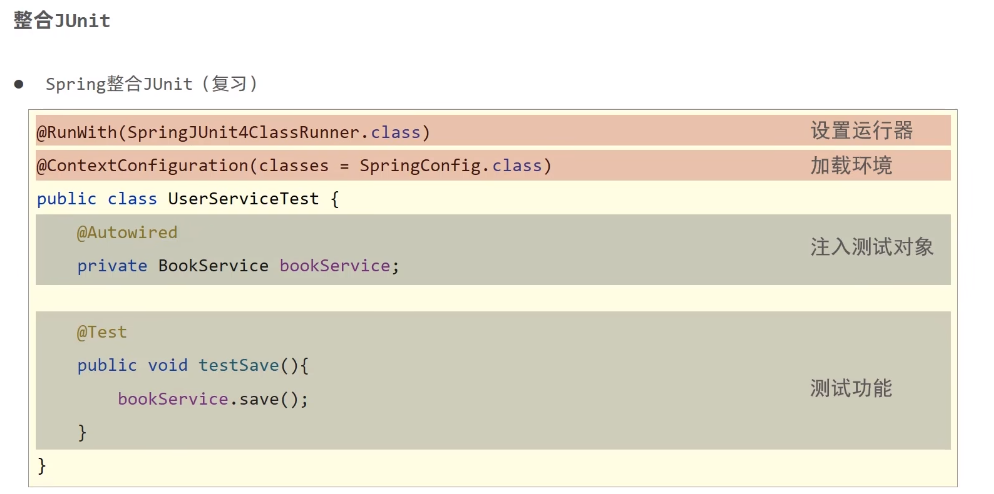 整合JUnit
● Spring整合JUnit（复习）
@RunWith(SpringJUnit4ClassRunner.class) 设置运行器
@ContextConfiguration(classes = SpringConfig.class) 加载环境
public class UserServiceTest {
@Autowired
注入测试对象
private BookService bookService;
@Test
public void testSave(){
测试功能
bookService.save();
}
}